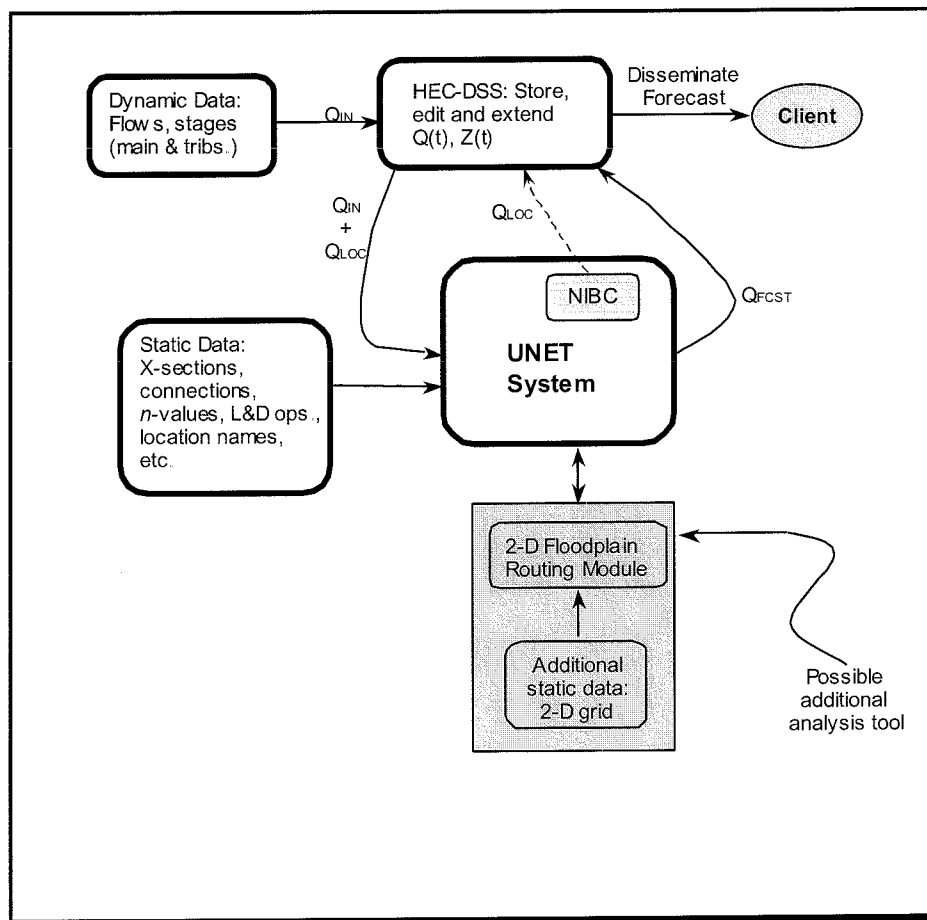 Dynamic Data:
Flows, stages
(main & tribs.)
QIN
HEC-DSS: Store,
edit and extend
Q(t), Z(t)
Disseminate
Forecast
Client
QIN
+
QLOC
QLOC
QFCST
NIBC
UNET
System
Static Data:
X-sections,
connections,
n-values, L&D ops.,
location names,
etc.
2-D Floodplain
Routing Module
Additional
static data:
2-D grid
Possible
additional
analysis tool